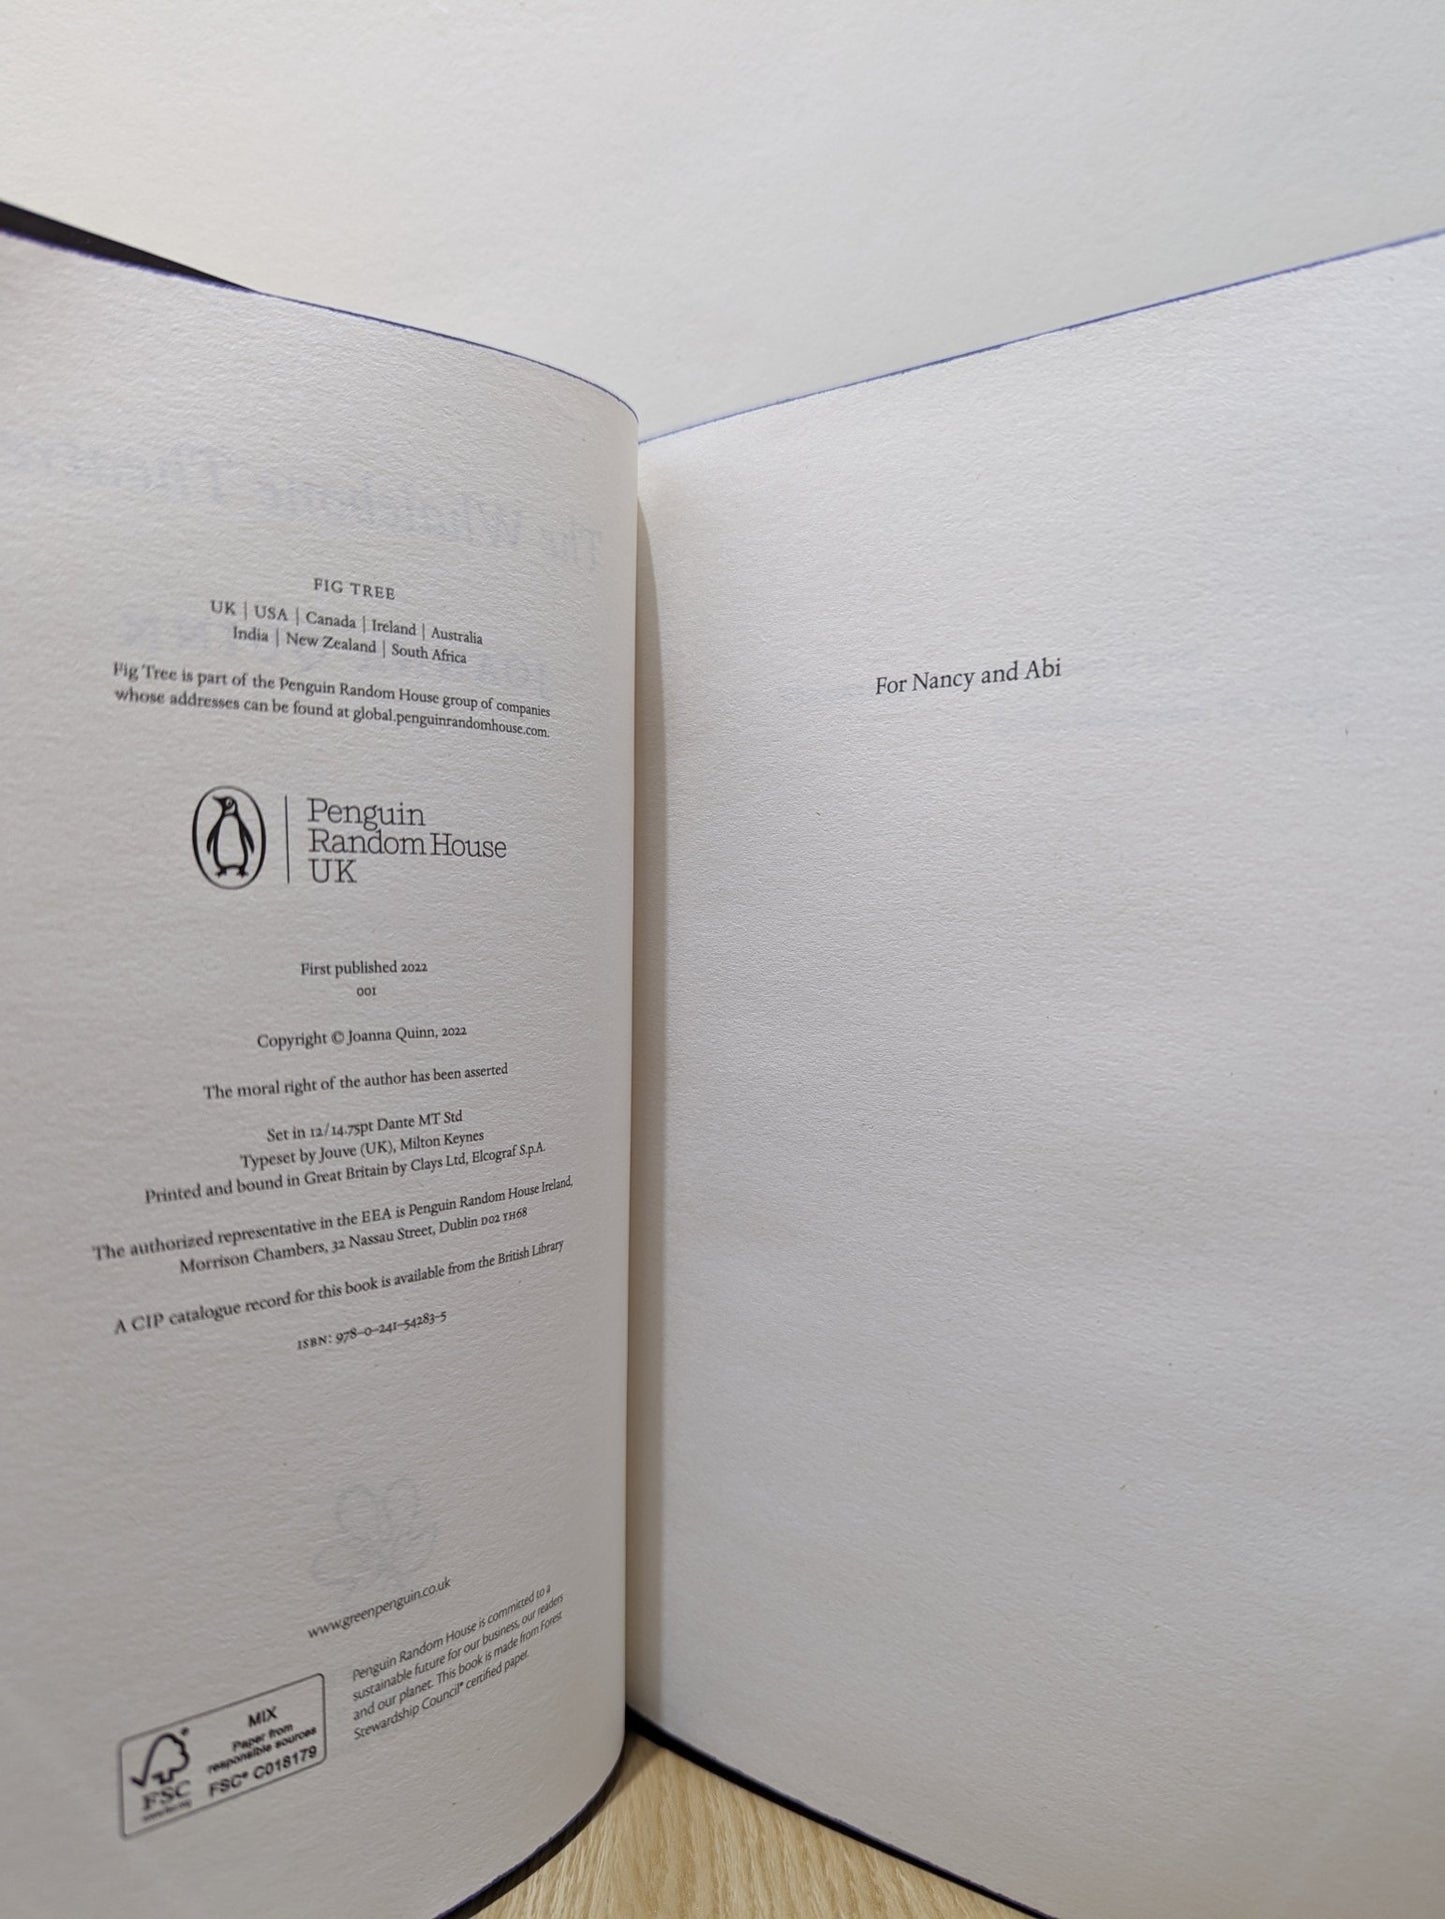 FIG TREE
UK | USA | Canada | Ireland | Australia
India | New Zealand | South Africa
Fig Tree is part of the Penguin Random House group of companies
whose addresses can be found at global.penguinrandomhouse.com.
Penguin
Random House
UK
First published 2022
001
Copyright © Joanna Quinn, 2022
The moral right of the author has been asserted
Set in 12/14.75pt Dante MT Std
Typeset by Jouve (UK), Milton Keynes
Printed and bound in Great Britain by Clays Ltd, Elcograf S.p.A.
The authorized representative in the EEA is Penguin Random House Ireland,
Morrison Chambers, 32 Nassau Street, Dublin D02 YH68
A CIP catalogue record for this book is available from the British Library
ISBN: 978-0-241-54283-5
www.greenpenguin.co.uk
Penguin Random House is committed to a
sustainable future for our business, our readers
and our planet. This book is made from Forest
Stewardship Council® certified paper.
MIX
Paper from
responsible sources
FSC® C018179
FSC
For Nancy and Abi